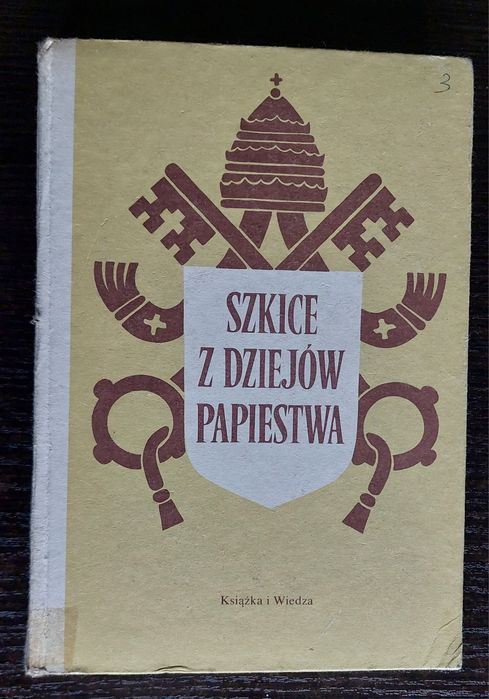 3
SZKICE
Z DZIEJÓW
PAPIESTWA
Książka i Wiedza